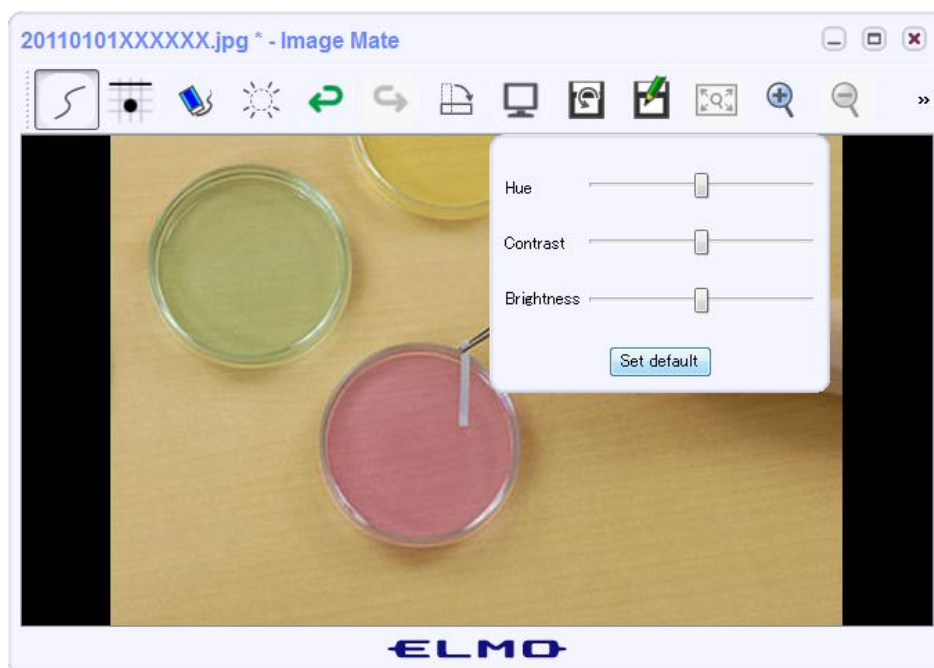 20110101XXXXXX.jpg * - Image Mate
»
Hue
Contrast
Brightness
Set default
ELMO